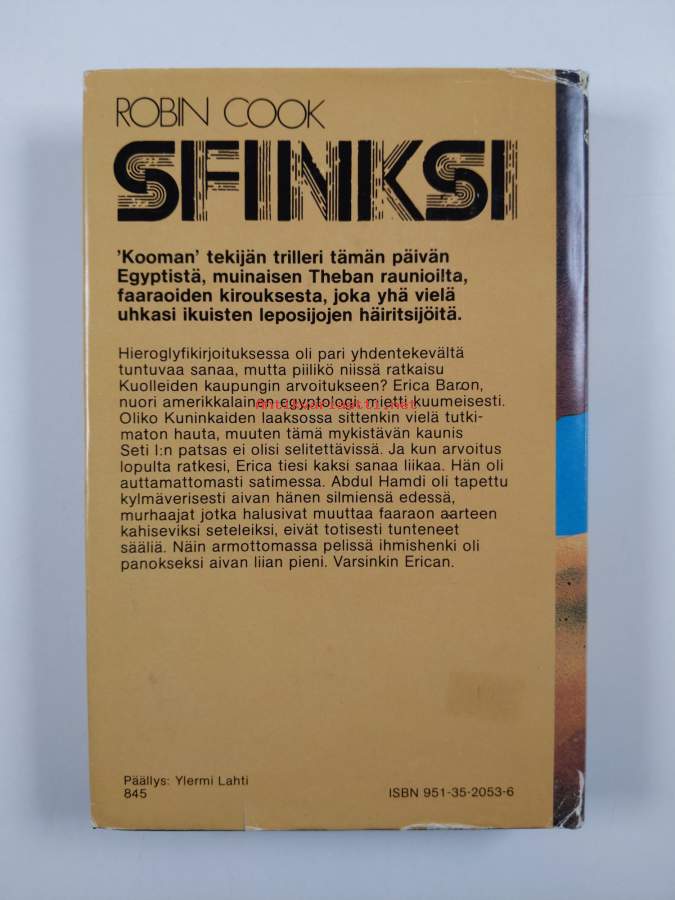 ROBIN COOK
SFINKSI
'Kooman' tekijän trilleri tämän päivän
Egyptistä, muinaisen Theban raunioilta,
faaraoiden kirouksesta, joka yhä vielä
uhkasi ikuisten leposijojen häiritsijöitä.
Hieroglyfikirjoituksessa oli pari yhdentekevältä
tuntuvaa sanaa, mutta piilikö niissä ratkaisu
Kuolleiden kaupungin arvoitukseen? Erica Baron,
nuori amerikkalainen egyptologi mietti kuumeisesti.
Antikvariaatti.net
Oliko Kuninkaiden laaksossa sittenkin vielä tutki-
maton hauta, muuten tämä mykistävän kaunis
Seti I:n patsas ei olisi selitettävissä. Ja kun arvoitus
lopulta ratkesi, Erica tiesi kaksi sanaa liikaa. Hän oli
auttamattomasti satimessa. Abdul Hamdi oli tapettu
kylmäverisesti aivan hänen silmiensä edessä,
murhaajat jotka halusivat muuttaa faaraon aarteen
kahiseviksi seteleiksi, eivät totisesti tunteneet
sääliä. Näin armottomassa pelissä ihmishenki oli
panokseksi aivan liian pieni. Varsinkin Erican.
Päällys: Ylermi Lahti
845
ISBN 951-35-2053-6